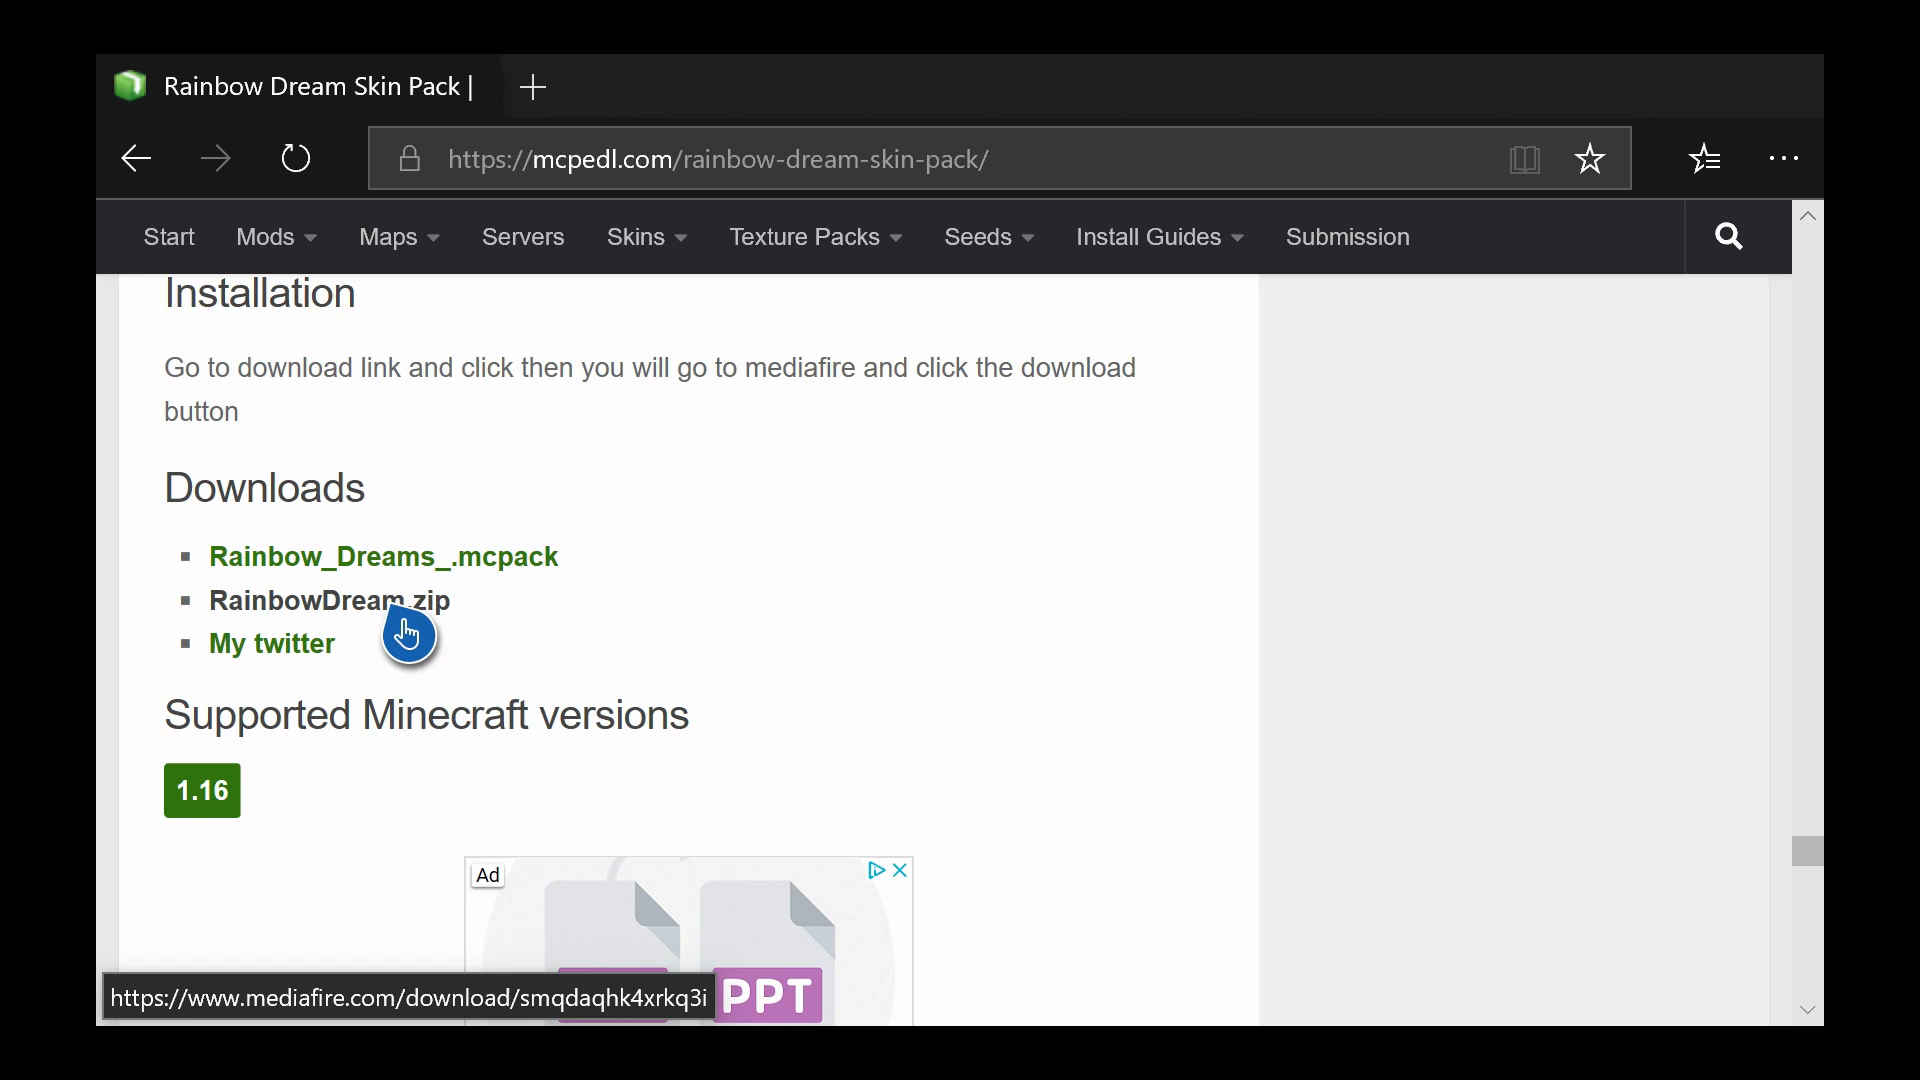 Rainbow Dream Skin Pack |
https://mcpedl.com/rainbow-dream-skin-pack/
Start Mods Maps Servers Skins Texture Packs Seeds Install Guides Submission
Installation
Go to download link and click then you will go to mediafire and click the download
button
Downloads
Rainbow_Dreams_.mcpack
RainbowDream.zip
My twitter
Supported Minecraft versions
1.16
Ad
PPT
https://www.mediafire.com/download/smqdaqhk4xrkq3i